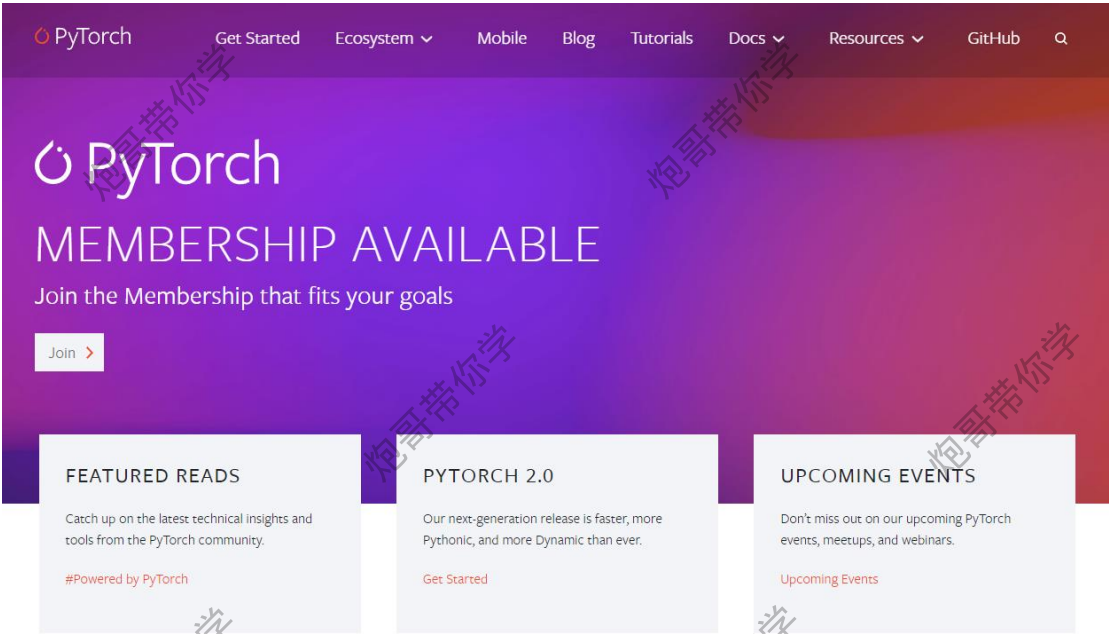 PyTorch Get Started Ecosystem Mobile Blog Tutorials Docs Resources GitHub
PyTorch
MEMBERSHIP AVAILABLE
Join the Membership that fits your goals
Join
FEATURED READS
Catch up on the latest technical insights and
tools from the PyTorch community.
#Powered by PyTorch
PYTORCH 2.0
Our next-generation release is faster, more
Pythonic, and more Dynamic than ever.
Get Started
UPCOMING EVENTS
Don't miss out on our upcoming PyTorch
events, meetups, and webinars.
Upcoming Events
炮哥带你学
炮哥带你学
炮哥带你学
炮哥带你学
学
学